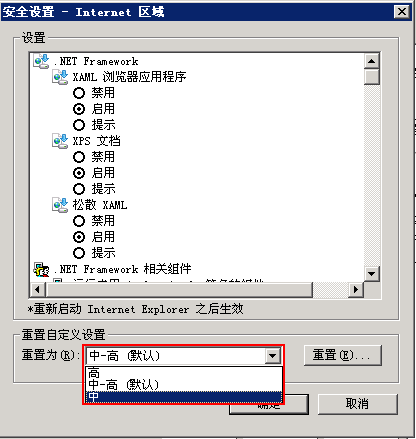 安全设置 - Internet 区域
设置
.NET Framework
XAML 浏览器应用程序
禁用
启用
提示
XPS 文档
禁用
启用
提示
松散 XAML
禁用
启用
提示
.NET Framework 相关组件
*重新启动 Internet Explorer 之后生效
重置自定义设置
重置为(R): 中-高 (默认) 重置(E)...
高
中-高 (默认)
中
确定 取消